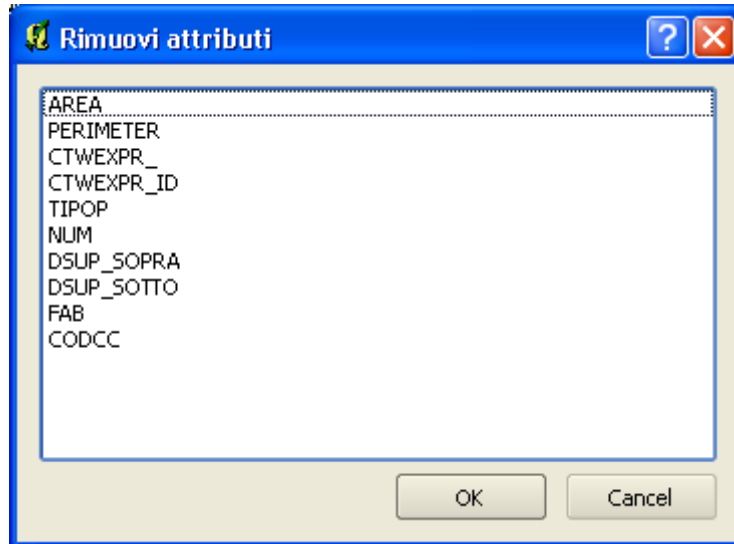 Rimuovi attributi
AREA
PERIMETER
CTWEXPR_
CTWEXPR_ID
TIPOP
NUM
DSUP_SOPRA
DSUP_SOTTO
FAB
CODCC
OK Cancel